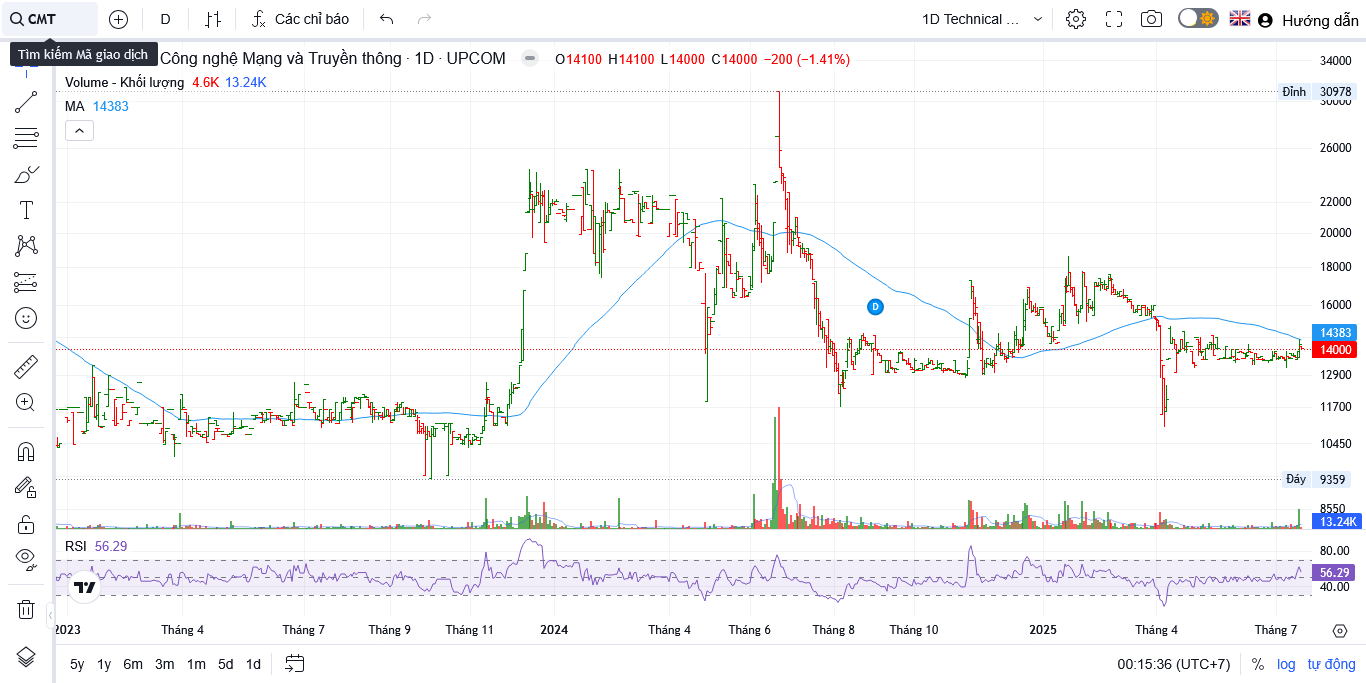 CMT
D
Các chỉ báo
1D Technical ...
Hướng dẫn
Tìm kiếm Mã giao dịch
Công nghệ Mạng và Truyền thông · 1D · UPCOM
O14100 H14100 L14000 C14000 −200 (−1.41%)
Volume - Khối lượng 4.6K 13.24K
MA 14383
34000
Đỉnh 30978
30000
26000
22000
20000
18000
16000
D
14383
14000
12900
11700
10450
Đáy 9359
8550
13.24K
RSI 56.29
80.00
56.29
40.00
2023 Tháng 4 Tháng 7 Tháng 9 Tháng 11 2024 Tháng 4 Tháng 6 Tháng 8 Tháng 10 2025 Tháng 4 Tháng 7
5y 1y 6m 3m 1m 5d 1d
00:15:36 (UTC+7) % log tự động